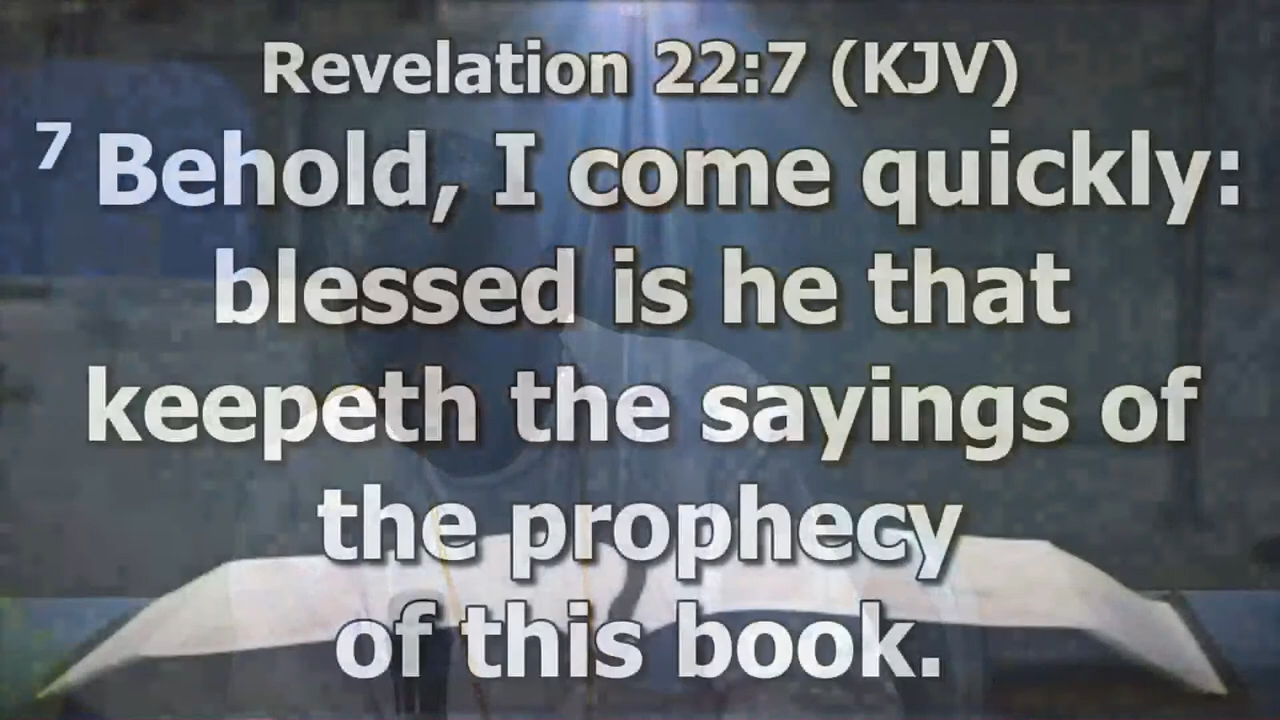 Revelation 22:7 (KJV)
7 Behold, I come quickly:
blessed is he that
keepeth the sayings of
the prophecy
of this book.